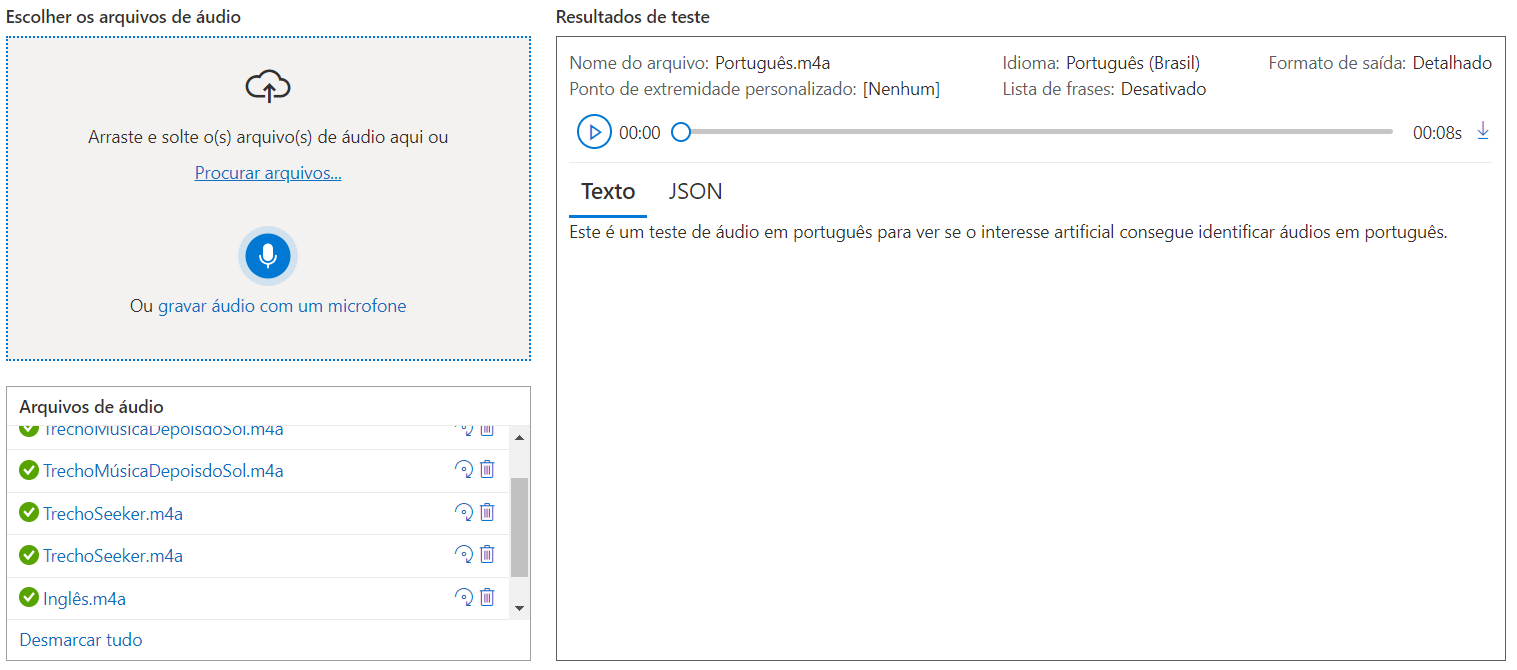 Escolher os arquivos de áudio
Arraste e solte o(s) arquivo(s) de áudio aqui ou
Procurar arquivos...
Ou gravar áudio com um microfone
Arquivos de áudio
TrechoMúsicaDepoisdoSol.m4a
TrechoMúsicaDepoisdoSol.m4a
TrechoSeeker.m4a
TrechoSeeker.m4a
Inglês.m4a
Desmarcar tudo
Resultados de teste
Nome do arquivo: Português.m4a Idioma: Português (Brasil) Formato de saída: Detalhado
Ponto de extremidade personalizado: [Nenhum] Lista de frases: Desativado
00:00 00:08s
Texto JSON
Este é um teste de áudio em português para ver se o interesse artificial consegue identificar áudios em português.